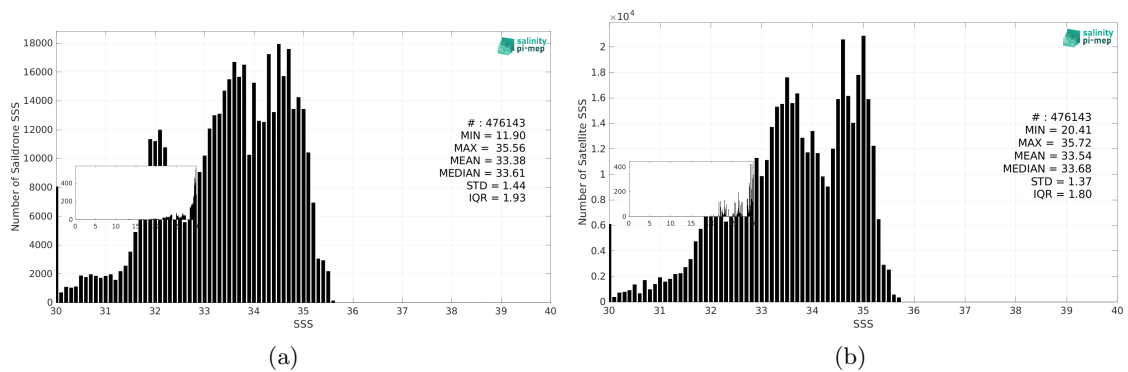 salinity
pi-mep
Number of Saildrone SSS
18000
16000
14000
12000
10000
8000
6000
4000
2000
0
# : 476143
MIN = 11.90
MAX = 35.56
MEAN = 33.38
MEDIAN = 33.61
STD = 1.44
IQR = 1.93
400
200
0
0 5 10 15 20 25
30 31 32 33 34 35 36 37 38 39 40
SSS
(a)
×10⁴
salinity
pi-mep
Number of Satellite SSS
2
1.8
1.6
1.4
1.2
1
0.8
0.6
0.4
0.2
0
# : 476143
MIN = 20.41
MAX = 35.72
MEAN = 33.54
MEDIAN = 33.68
STD = 1.37
IQR = 1.80
400
200
0
0 5 10 15 20 25
30 31 32 33 34 35 36 37 38 39 40
SSS
(b)